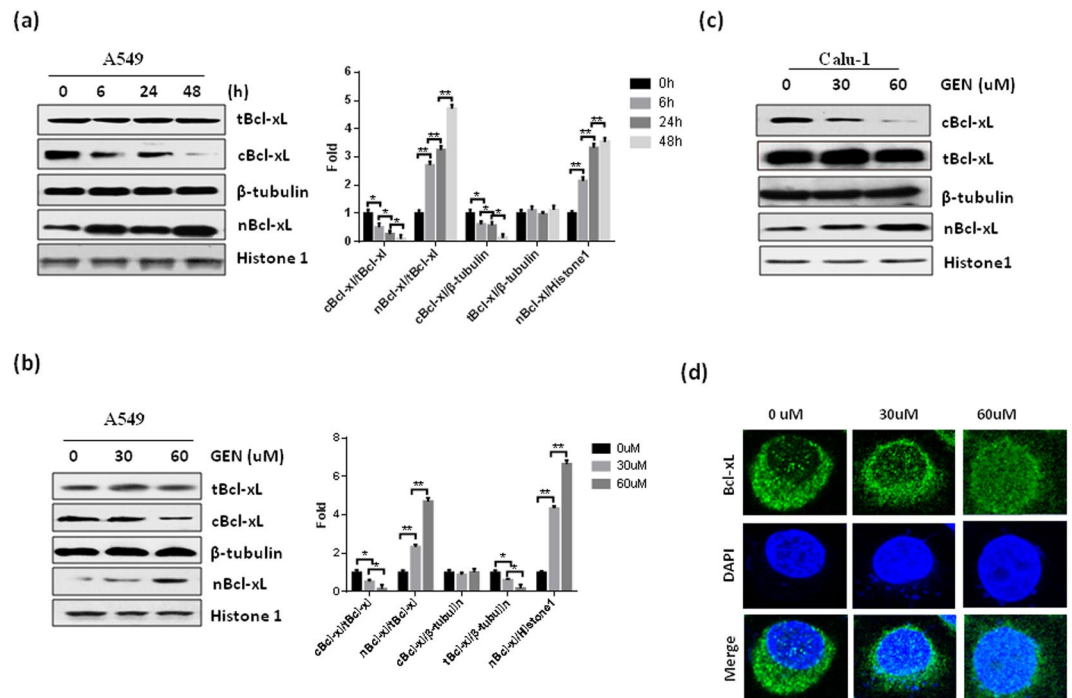 (a)
A549
0 6 24 48 (h)
tBcl-xL
cBcl-xL
β-tubulin
nBcl-xL
Histone 1
Fold
6
5
4
3
2
1
0
** ** **
* * *
** ** **
* * *
** ** **
cBcl-xl/tBcl-xl
nBcl-xl/tBcl-xl
cBcl-xl/β-tubulin
tBcl-xl/β-tubulin
nBcl-xl/Histone1
0h
6h
24h
48h
(b)
A549
0 30 60 GEN (uM)
tBcl-xL
cBcl-xL
β-tubulin
nBcl-xL
Histone 1
Fold
8
6
4
2
0
* *
** **
* *
** **
cBcl-xl/tBcl-xl
nBcl-xl/tBcl-xl
cBcl-xl/β-tubulin
tBcl-xl/β-tubulin
nBcl-xl/Histone1
0uM
30uM
60uM
(c)
Calu-1
0 30 60 GEN (uM)
cBcl-xL
tBcl-xL
β-tubulin
nBcl-xL
Histone1
(d)
0 uM 30uM 60uM
Bcl-xL
DAPI
Merge